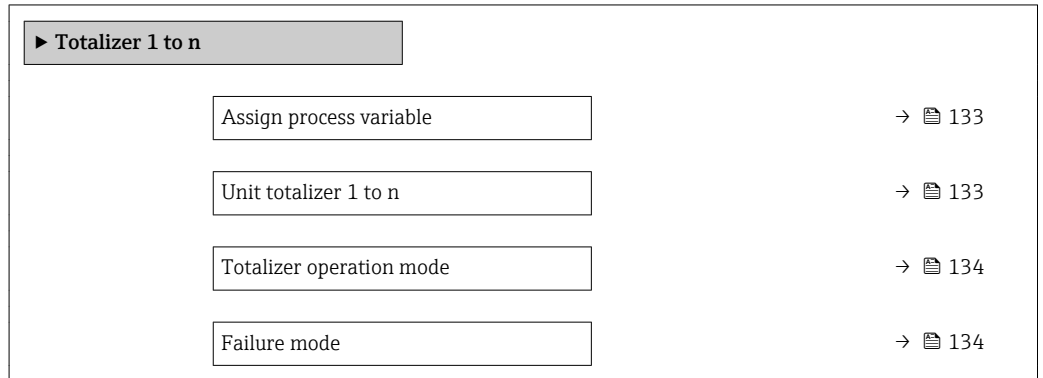 ▶ Totalizer 1 to n
Assign process variable → 🖺 133
Unit totalizer 1 to n → 🖺 133
Totalizer operation mode → 🖺 134
Failure mode → 🖺 134